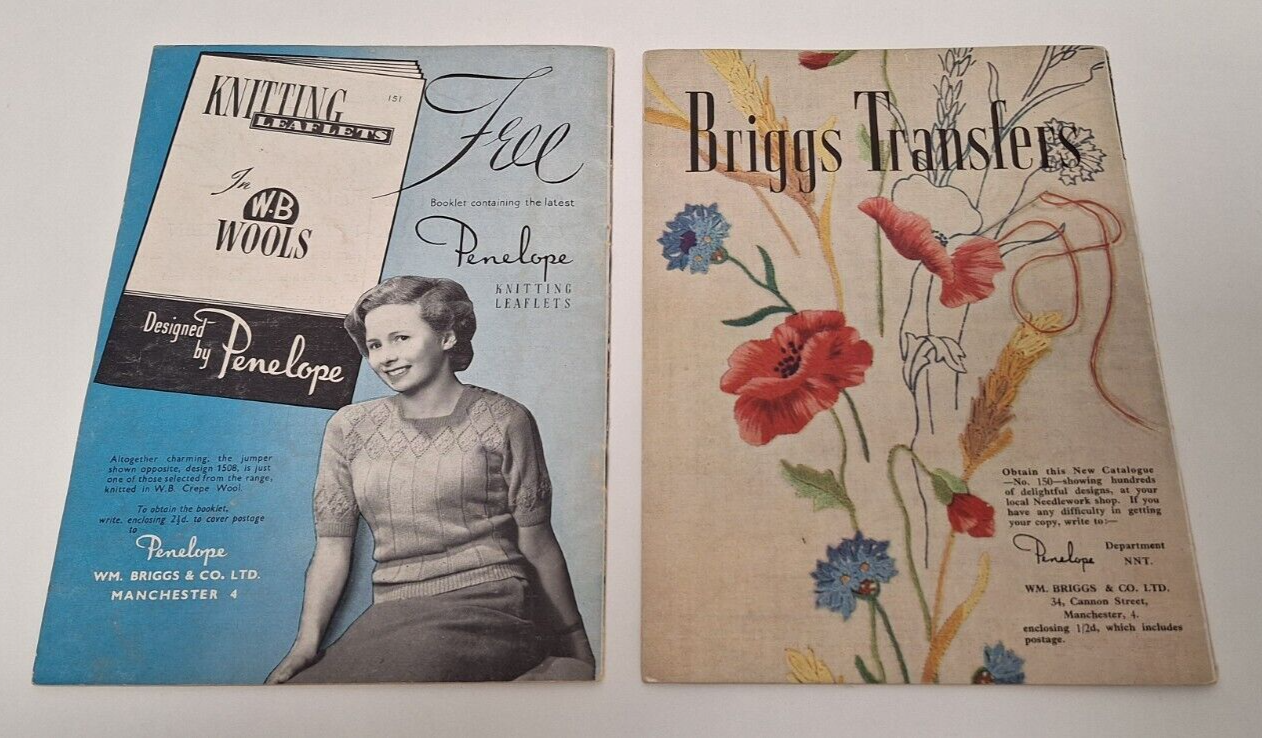 KNITTING
LEAFLETS
151
In
W·B
WOOLS
Designed
by Penelope
Free
Booklet containing the latest
Penelope
KNITTING
LEAFLETS
Altogether charming, the jumper
shown opposite, design 1508, is just
one of those selected from the range,
knitted in W.B. Crepe Wool.
To obtain the booklet,
write, enclosing 2½d. to cover postage
to
Penelope
WM. BRIGGS & CO. LTD.
MANCHESTER 4
Briggs Transfers
Obtain this New Catalogue
—No. 150—showing hundreds
of delightful designs, at your
local Needlework shop. If you
have any difficulty in getting
your copy, write to:—
Penelope Department
NNT.
WM. BRIGGS & CO. LTD.
34, Cannon Street,
Manchester, 4.
enclosing 1/2d, which includes
postage.